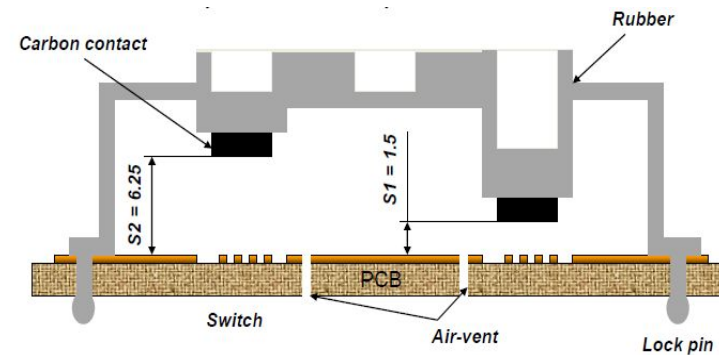 Rubber
Carbon contact
S2 = 6.25
S1 = 1.5
PCB
Switch
Air-vent
Lock pin